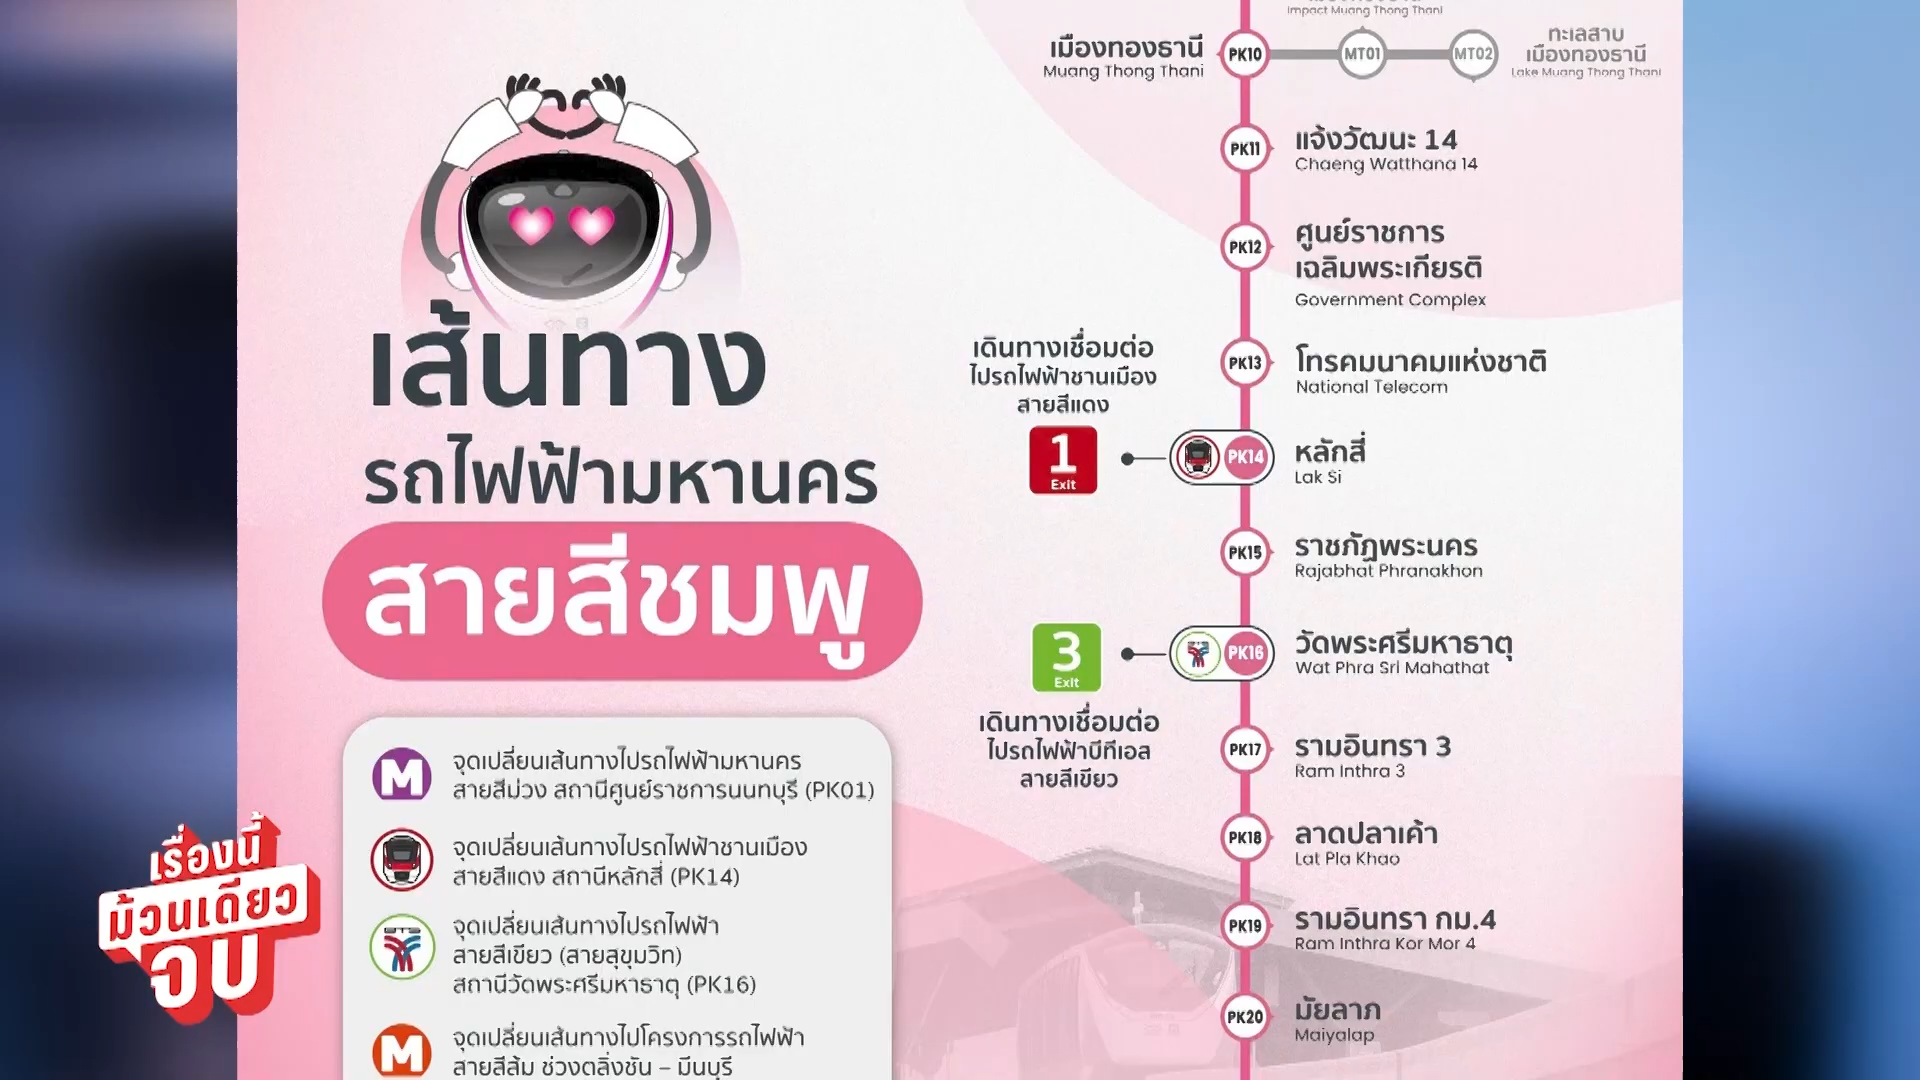 เส้นทาง
รถไฟฟ้ามหานคร
สายสีชมพู
จุดเปลี่ยนเส้นทางไปรถไฟฟ้ามหานคร
สายสีม่วง สถานีศูนย์ราชการนนทบุรี (PK01)
จุดเปลี่ยนเส้นทางไปรถไฟฟ้าชานเมือง
สายสีแดง สถานีหลักสี่ (PK14)
จุดเปลี่ยนเส้นทางไปรถไฟฟ้า
สายสีเขียว (สายสุขุมวิท)
สถานีวัดพระศรีมหาธาตุ (PK16)
จุดเปลี่ยนเส้นทางไปโครงการรถไฟฟ้า
สายสีส้ม ช่วงตลิ่งชัน – มีนบุรี
เรื่องนี้
ม้วนเดียว
จบ
Impact Muang Thong Thani
เมืองทองธานี
Muang Thong Thani
PK10
MT01
MT02
ทะเลสาบ
เมืองทองธานี
Lake Muang Thong Thani
PK11
แจ้งวัฒนะ 14
Chaeng Watthana 14
PK12
ศูนย์ราชการ
เฉลิมพระเกียรติ
Government Complex
PK13
โทรคมนาคมแห่งชาติ
National Telecom
เดินทางเชื่อมต่อ
ไปรถไฟฟ้าชานเมือง
สายสีแดง
1
Exit
PK14
หลักสี่
Lak Si
PK15
ราชภัฏพระนคร
Rajabhat Phranakhon
3
Exit
PK16
วัดพระศรีมหาธาตุ
Wat Phra Sri Mahathat
เดินทางเชื่อมต่อ
ไปรถไฟฟ้าบีทีเอส
สายสีเขียว
PK17
รามอินทรา 3
Ram Inthra 3
PK18
ลาดปลาเค้า
Lat Pla Khao
PK19
รามอินทรา กม.4
Ram Inthra Kor Mor 4
PK20
มัยลาภ
Maiyalap